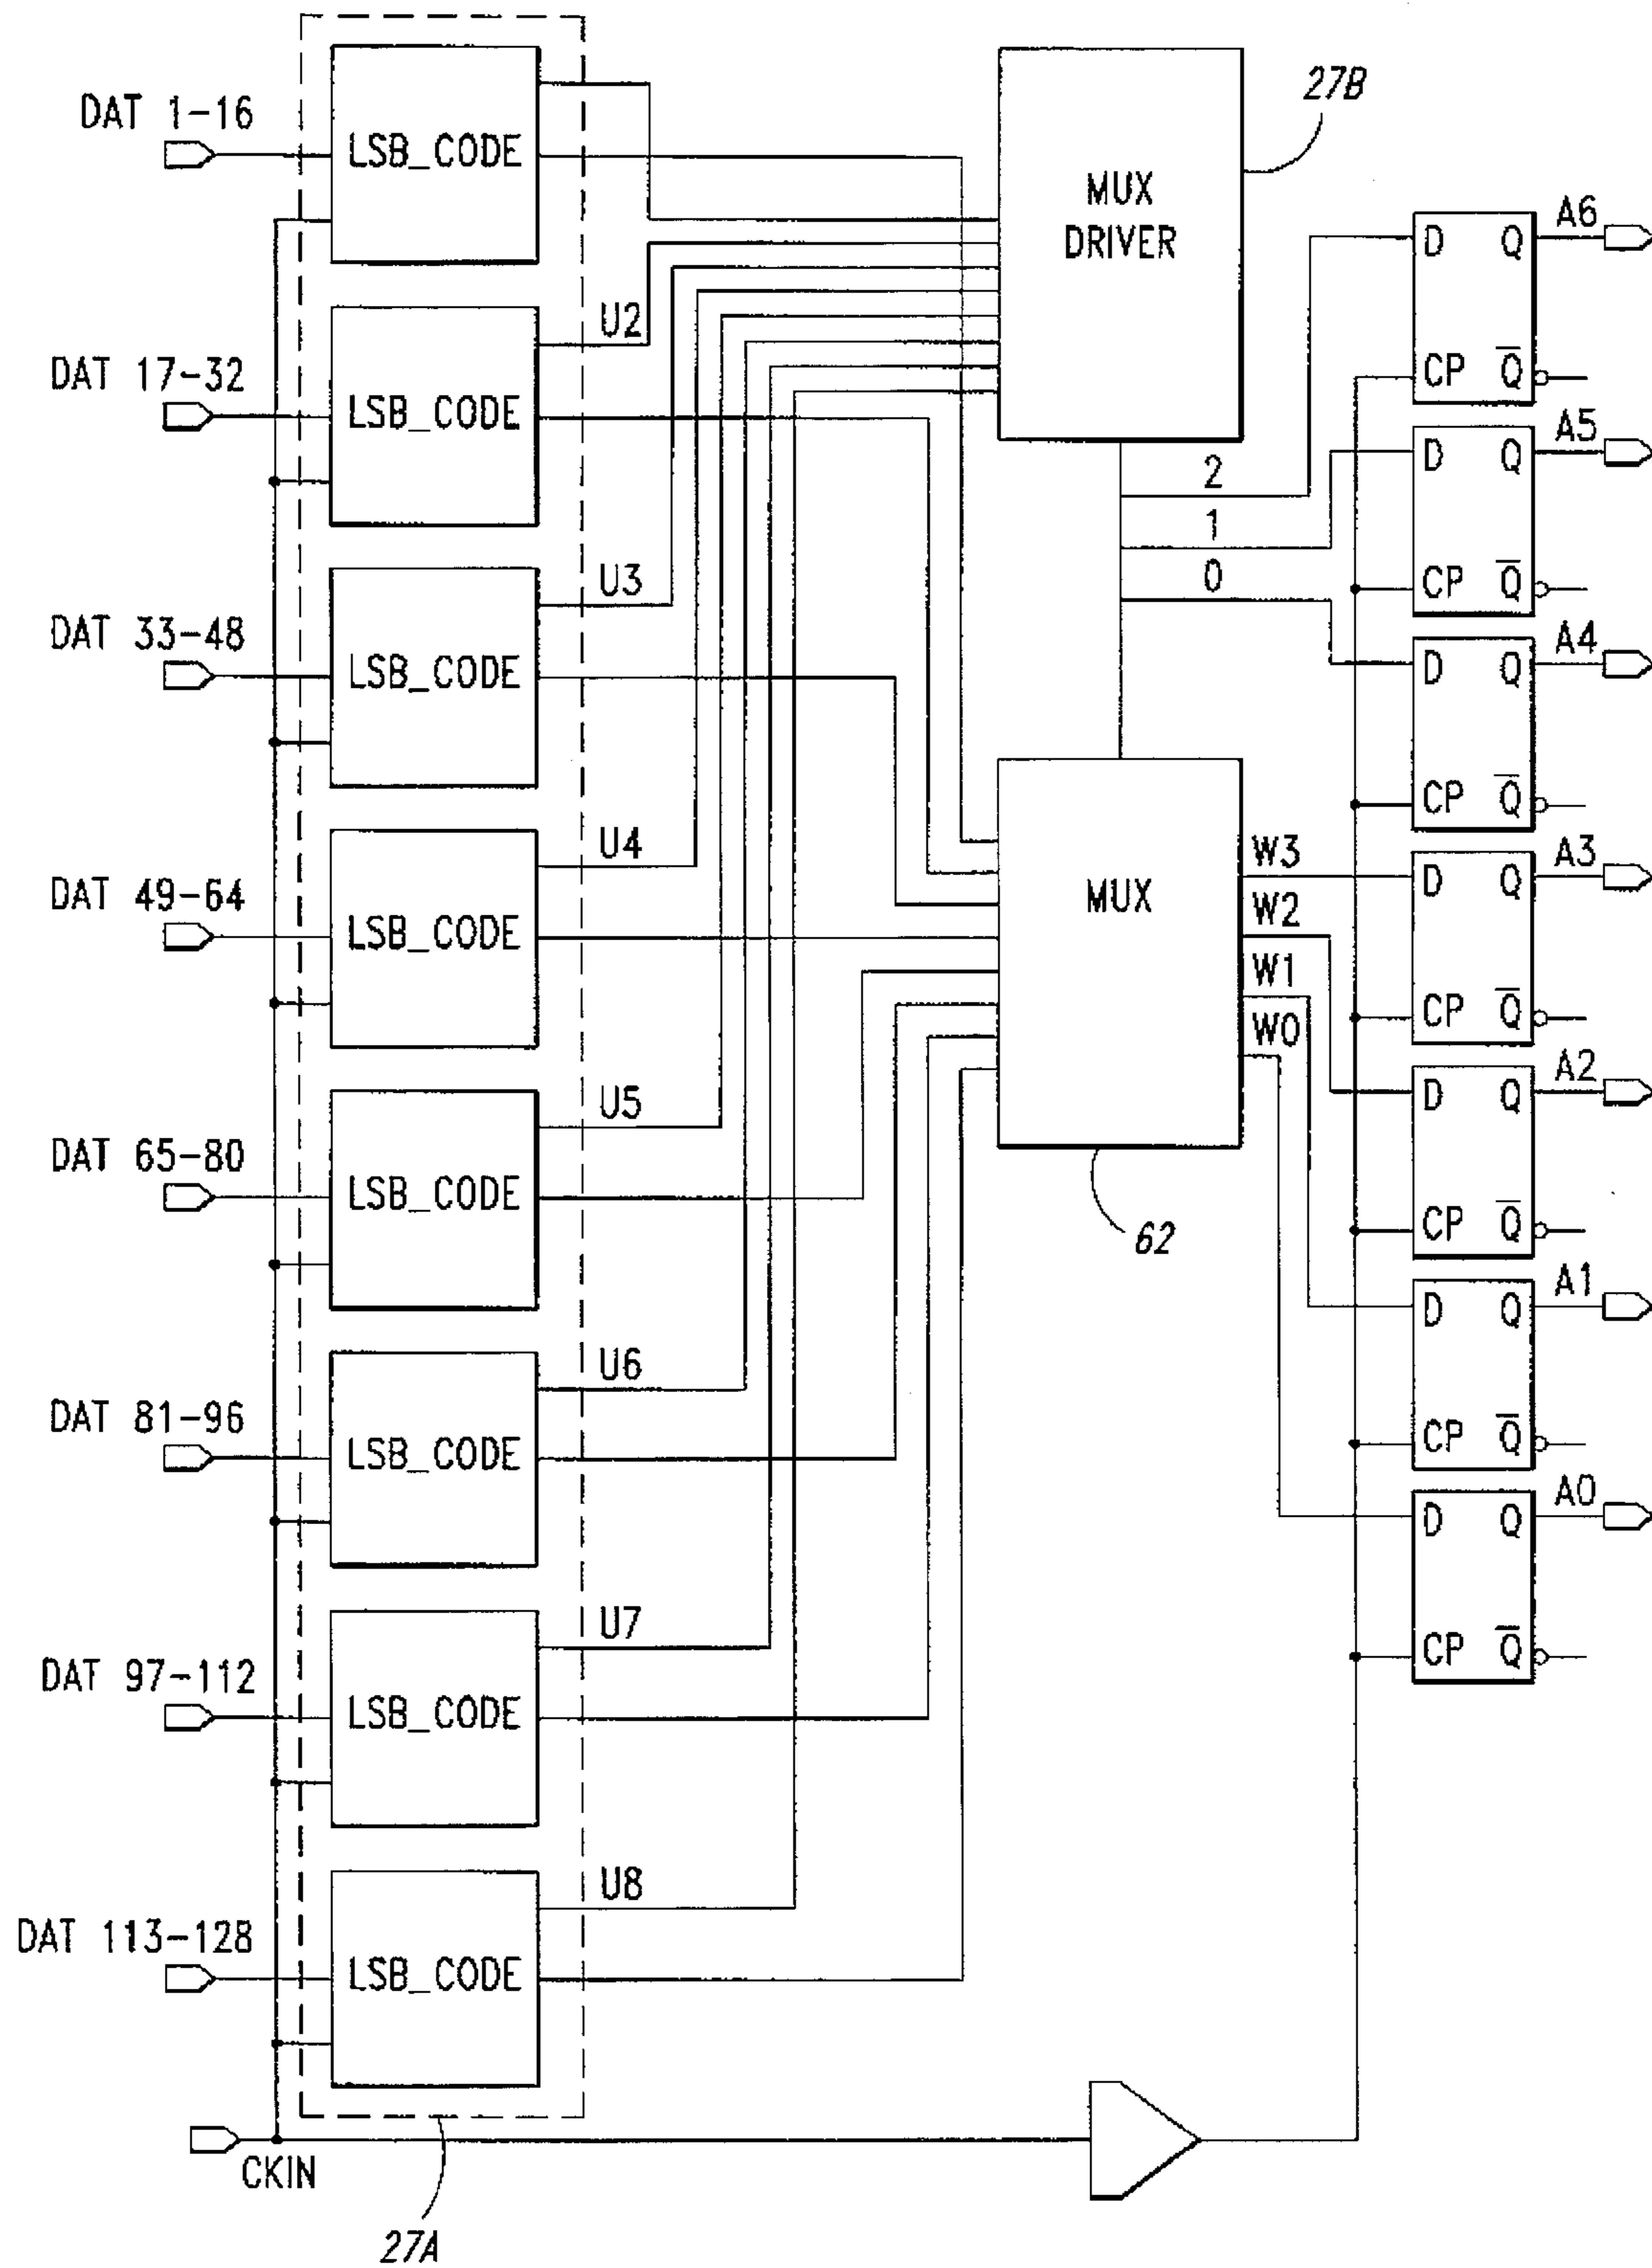 DAT 1-16
LSB_CODE
DAT 17-32
LSB_CODE
U2
DAT 33-48
LSB_CODE
U3
DAT 49-64
LSB_CODE
U4
DAT 65-80
LSB_CODE
U5
DAT 81-96
LSB_CODE
U6
DAT 97-112
LSB_CODE
U7
DAT 113-128
LSB_CODE
U8
CKIN
27A
MUX
DRIVER
27B
2
1
0
MUX
W3
W2
W1
W0
62
D Q
CP Q̅
A6
D Q
CP Q̅
A5
D Q
CP Q̅
A4
D Q
CP Q̅
A3
D Q
CP Q̅
A2
D Q
CP Q̅
A1
D Q
CP Q̅
A0